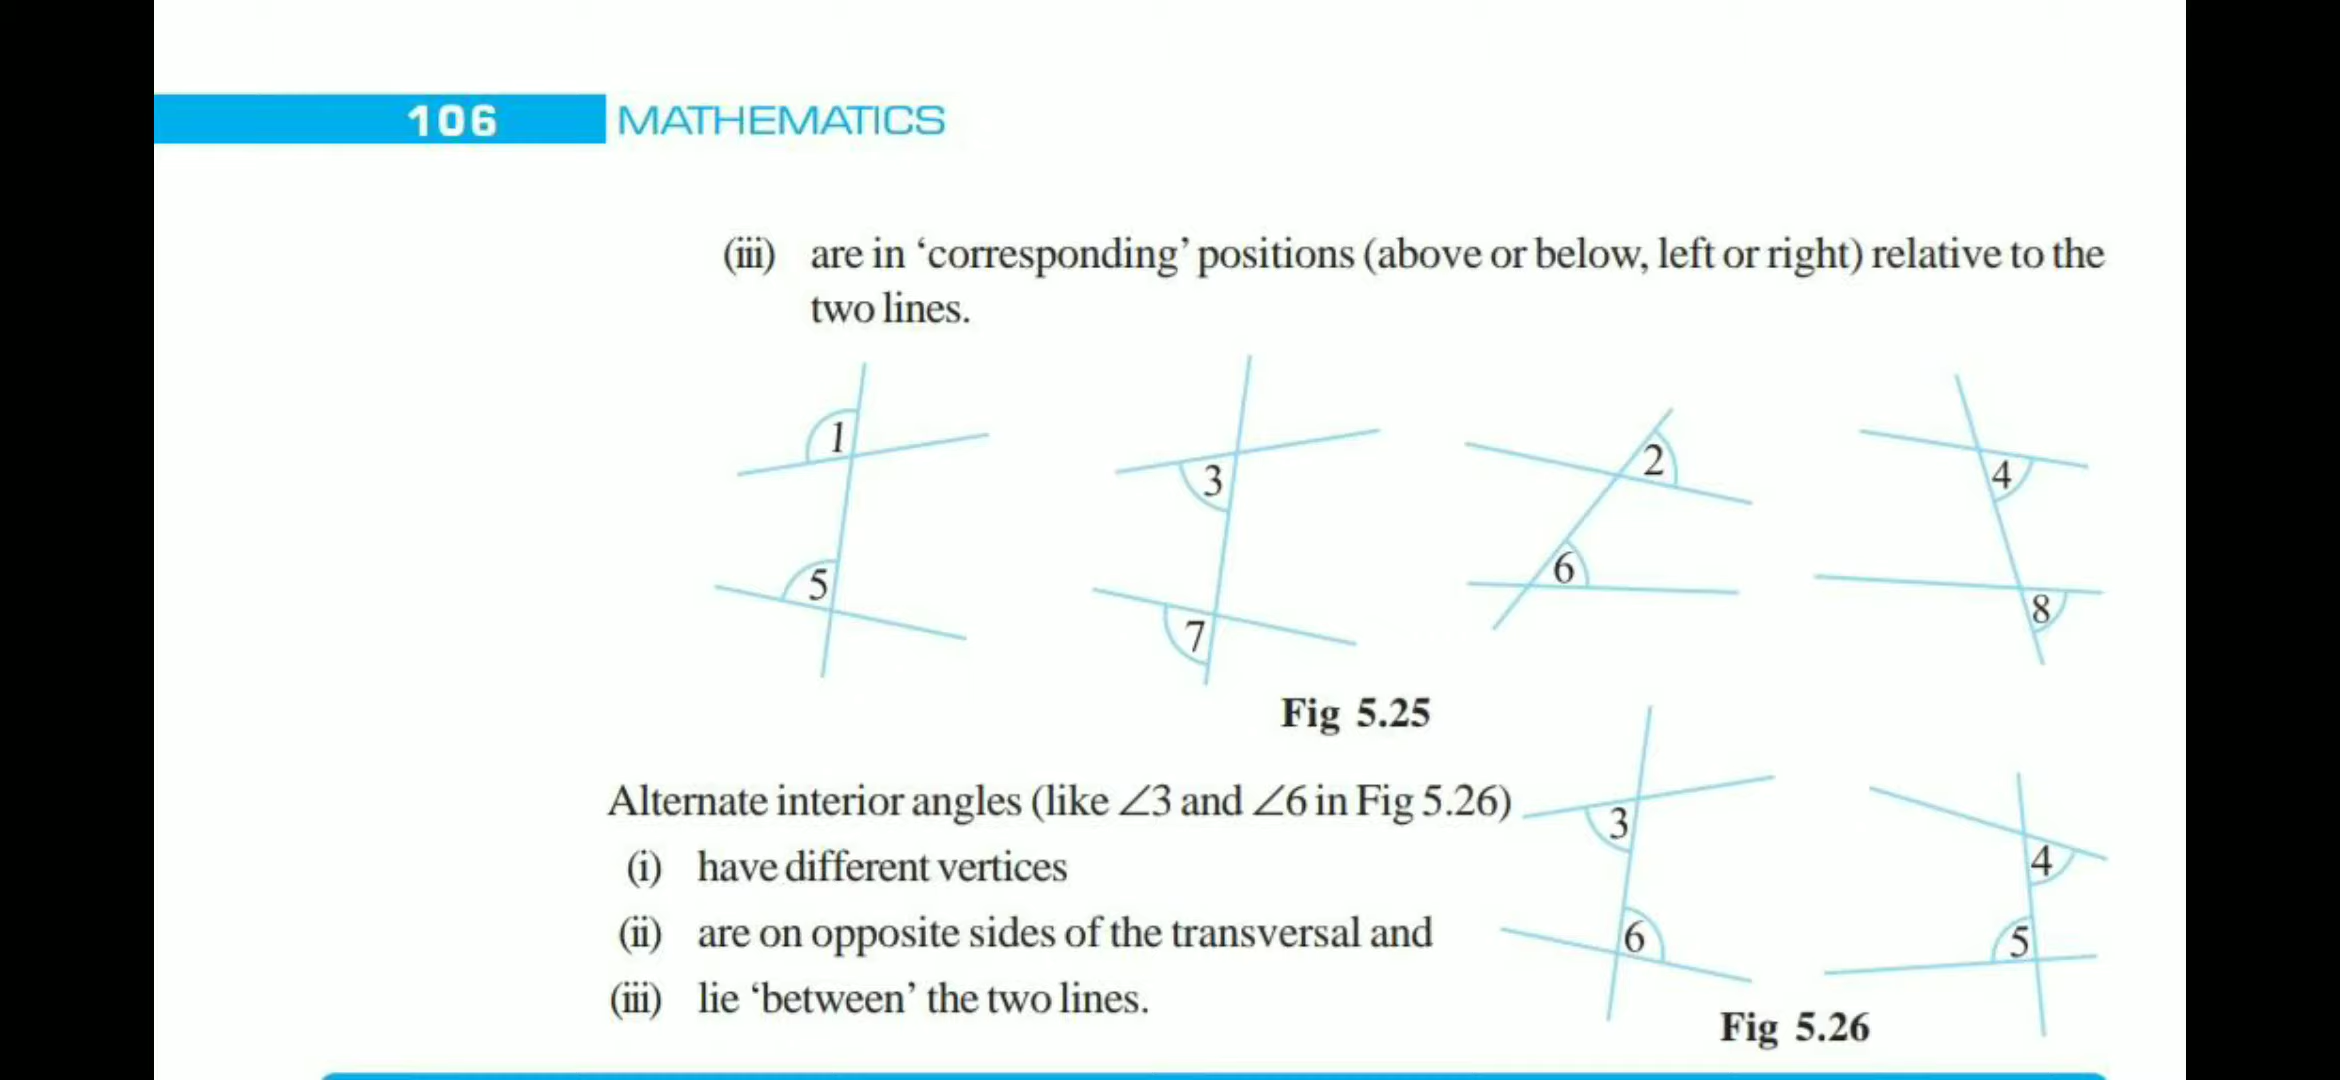 106 MATHEMATICS
(iii) are in ‘corresponding’ positions (above or below, left or right) relative to the
two lines.
1
5
3
7
2
6
4
8
Fig 5.25
Alternate interior angles (like ∠3 and ∠6 in Fig 5.26)
(i) have different vertices
(ii) are on opposite sides of the transversal and
(iii) lie ‘between’ the two lines.
3
6
4
5
Fig 5.26